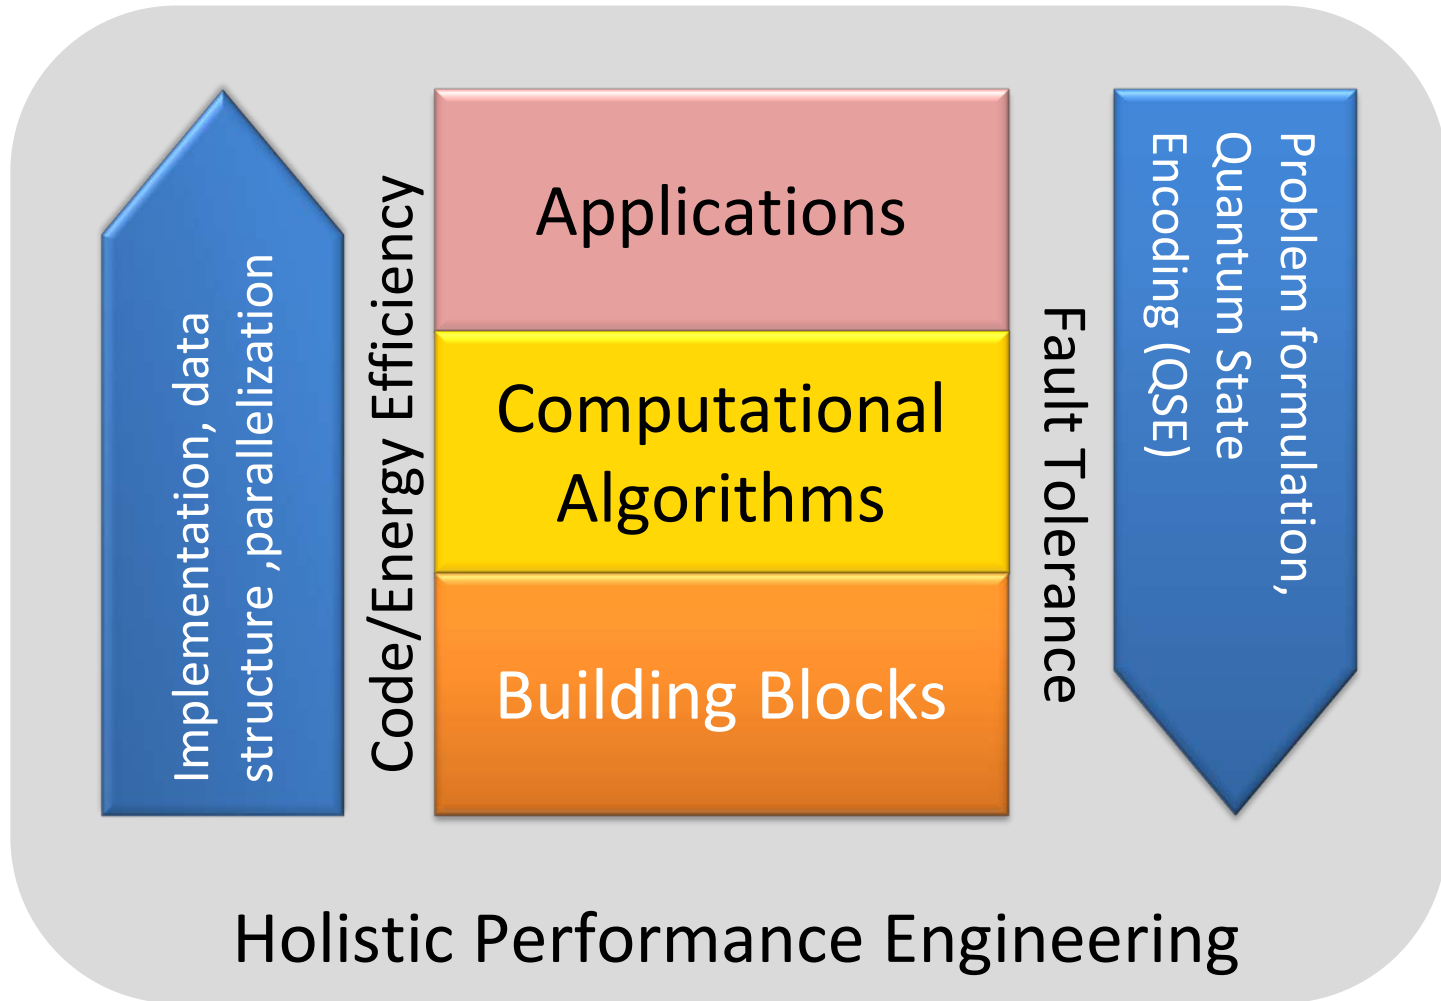 Implementation, data
structure ,parallelization
Code/Energy Efficiency
Applications
Computational
Algorithms
Building Blocks
Fault Tolerance
Problem formulation,
Quantum State
Encoding (QSE)
Holistic Performance Engineering